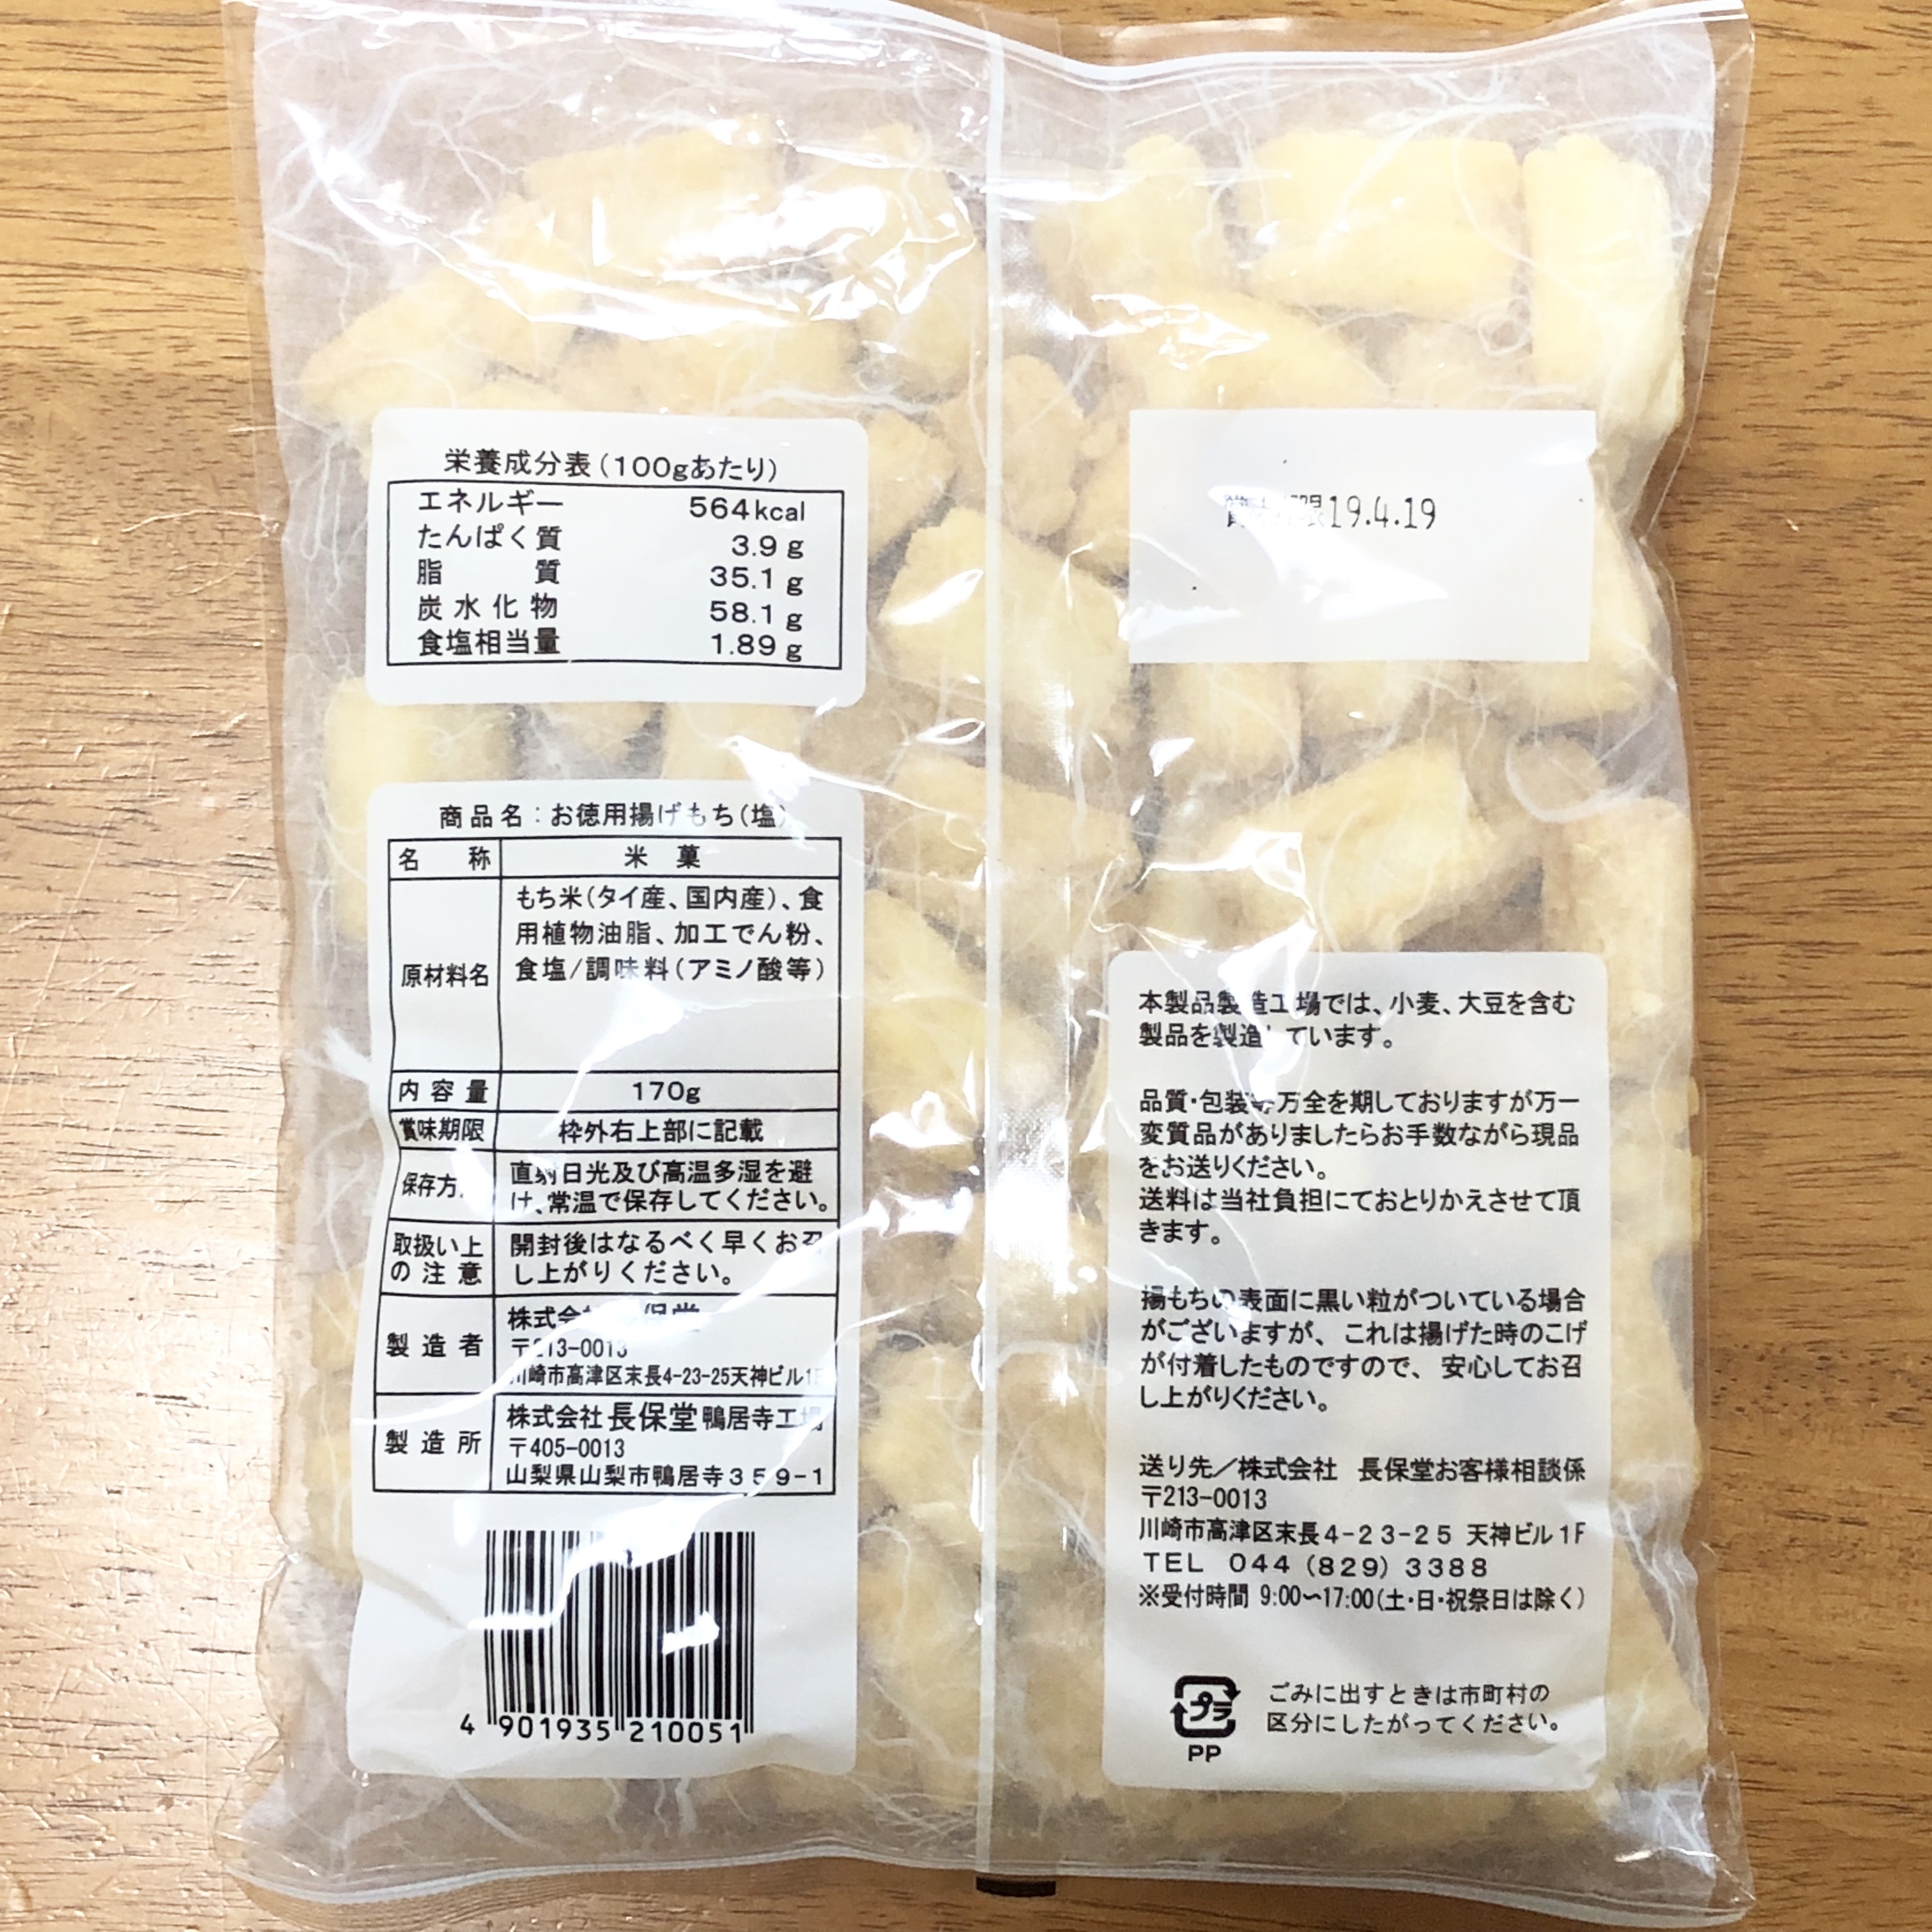 栄養成分表(100gあたり)
エネルギー 564kcal
たんぱく質 3.9g
脂質 35.1g
炭水化物 58.1g
食塩相当量 1.89g
限19.4.19
商品名:お徳用揚げもち(塩)
名称 米菓
原材料名 もち米(タイ産、国内産)、食
用植物油脂、加工でん粉、
食塩/調味料(アミノ酸等)
内容量 170g
賞味期限 枠外右上部に記載
保存方 直射日光及び高温多湿を避
け、常温で保存してください。
取扱い上 開封後はなるべく早くお召
の注意 し上がりください。
製造者 株式会 保堂
〒213-0013
川崎市高津区末長4-23-25天神ビル1F
製造所 株式会社長保堂鴨居寺工場
〒405-0013
山梨県山梨市鴨居寺359-1
4 901935 210051
本製品製造工場では、小麦、大豆を含む
製品を製造しています。
品質・包装等万全を期しておりますが万一
変質品がありましたらお手数ながら現品
をお送りください。
送料は当社負担にておとりかえさせて頂
きます。
揚もちの表面に黒い粒がついている場合
がございますが、これは揚げた時のこげ
が付着したものですので、安心してお召
し上がりください。
送り先/株式会社 長保堂お客様相談係
〒213-0013
川崎市高津区末長4-23-25 天神ビル1F
TEL 044 (829) 3388
※受付時間 9:00〜17:00(土・日・祝祭日は除く)
プラ
PP
ごみに出すときは市町村の
区分にしたがってください。